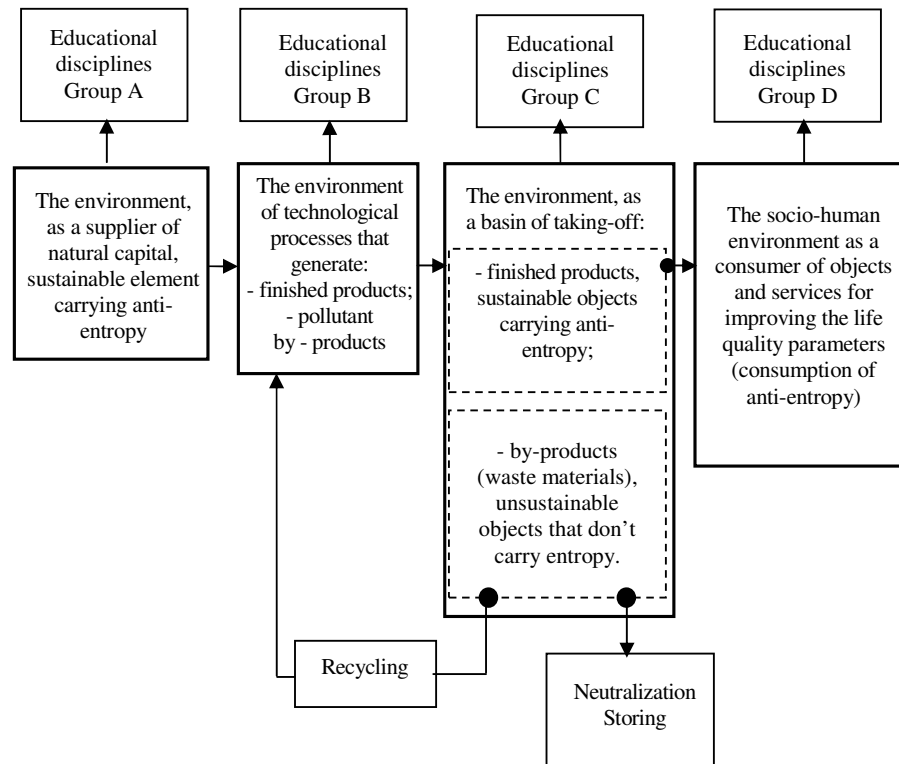 Educational
disciplines
Group A
Educational
disciplines
Group B
Educational
disciplines
Group C
Educational
disciplines
Group D
The environment,
as a supplier of
natural capital,
sustainable element
carrying anti-
entropy
The environment
of technological
processes that
generate:
- finished products;
- pollutant
by - products
The environment, as
a basin of taking-off:
- finished products,
sustainable objects
carrying anti-
entropy;
- by-products
(waste materials),
unsustainable
objects that don’t
carry entropy.
The socio-human
environment as a
consumer of objects
and services for
improving the life
quality parameters
(consumption of
anti-entropy)
Recycling
Neutralization
Storing